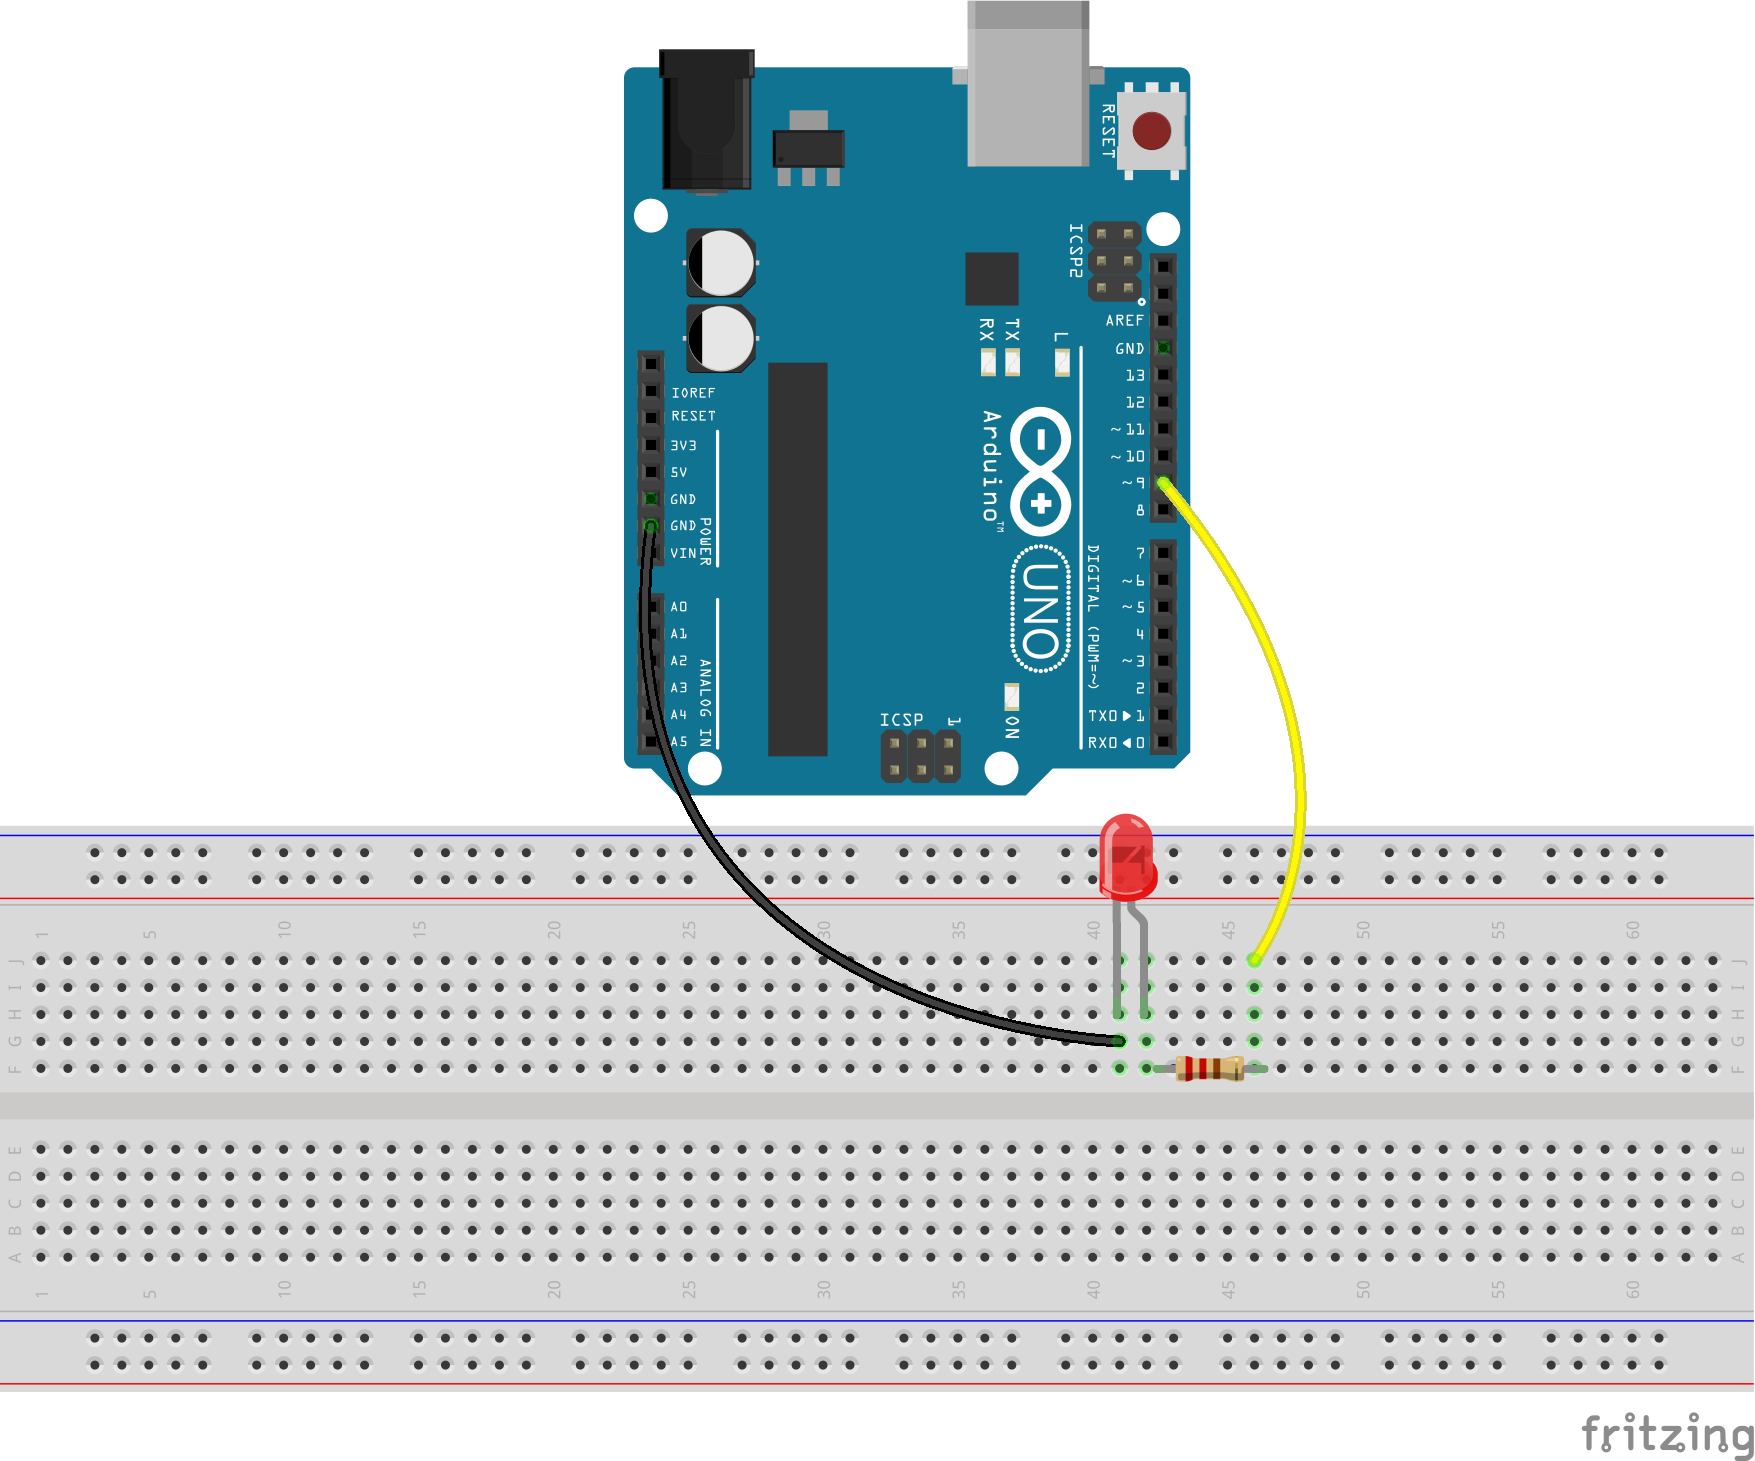 RESET
ICSP2
AREF
GND
13
12
~11
~10
~9
8
RX
TX
L
IOREF
RESET
3V3
5V
GND
GND
VIN
POWER
Arduino™
UNO
DIGITAL (PWM=~)
7
~6
~5
4
~3
2
TX0▶1
RX0◀0
A0
A1
A2
A3
A4
A5
ANALOG IN
ICSP
1
ON
1 5 10 15 20 25 30 35 40 45 50 55 60
J J
I I
H H
G G
F F
E E
D D
C C
B B
A A
1 5 10 15 20 25 30 35 40 45 50 55 60
fritzing